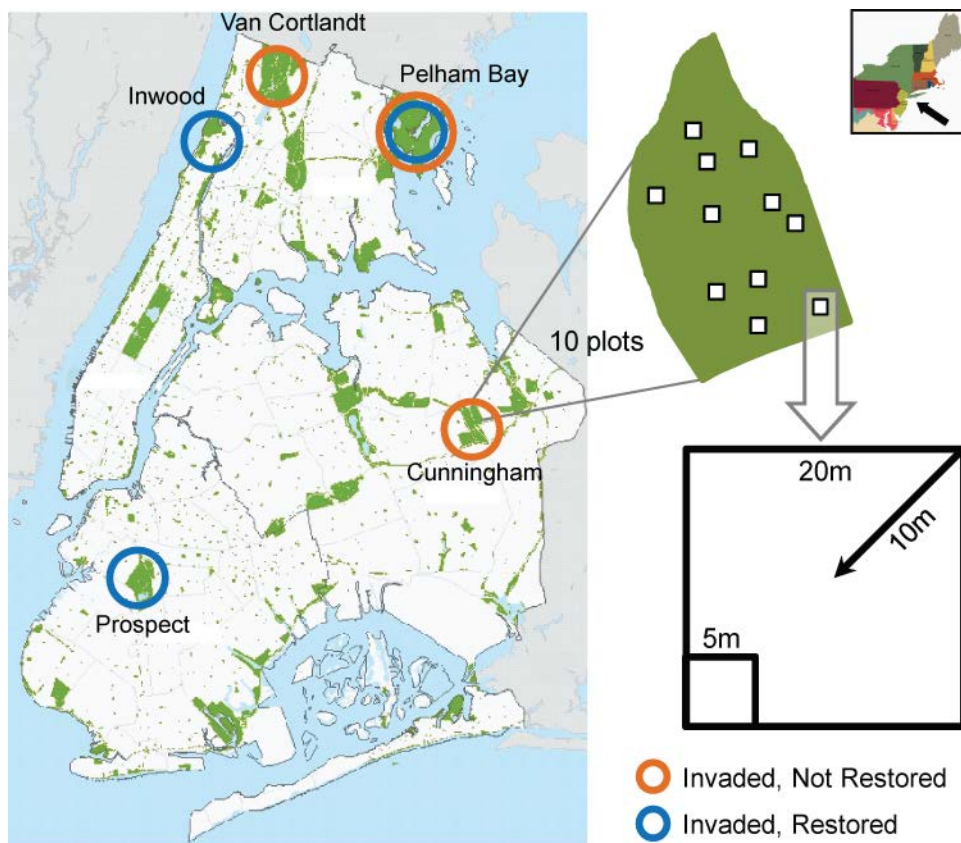 Van Cortlandt
Pelham Bay
Inwood
10 plots
Cunningham
20m
10m
5m
Prospect
Invaded, Not Restored
Invaded, Restored